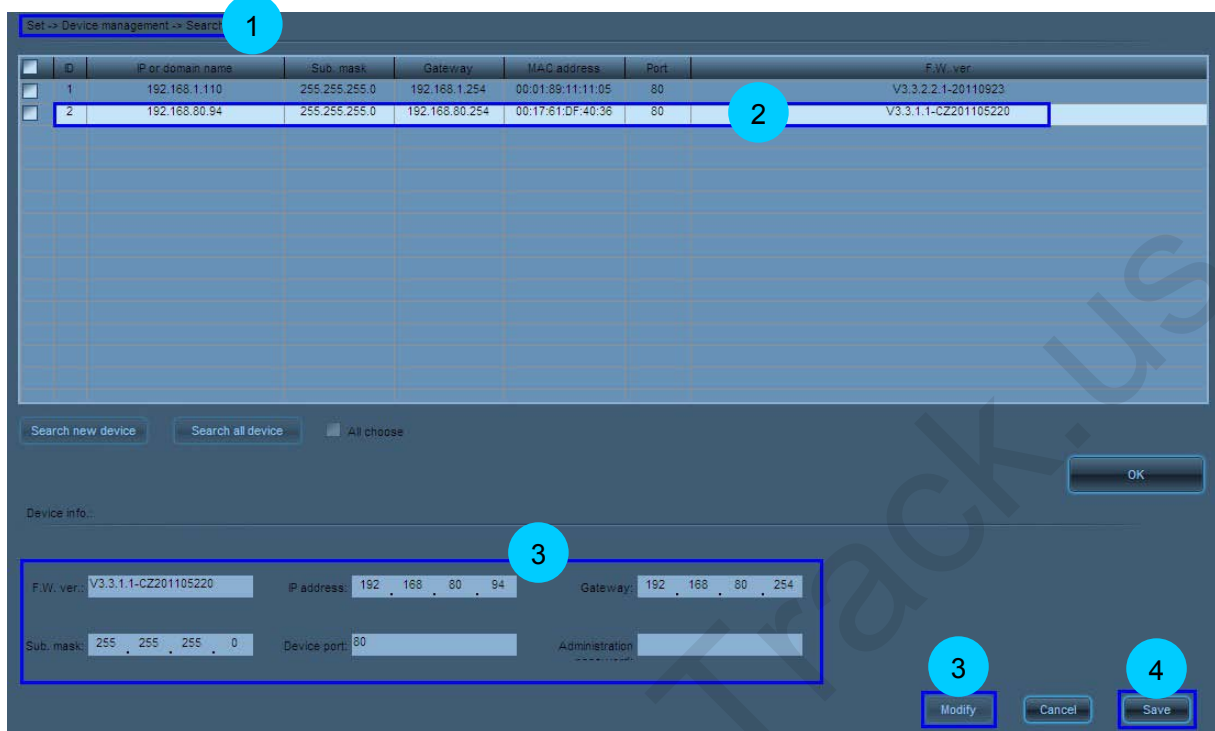 Set -> Device management -> Search 1
ID IP or domain name Sub. mask Gateway MAC address Port F.W. ver
1 192.168.1.110 255.255.255.0 192.168.1.254 00:01:89:11:11:05 80 V3.3.2.2.1-20110923
2 192.168.80.94 255.255.255.0 192.168.80.254 00:17:61:DF:40:36 80 2 V3.3.1.1-CZ201105220
Search new device Search all device All choose
OK
Device info.:
3
F.W. ver.: V3.3.1.1-CZ201105220 IP address: 192 . 168 . 80 . 94 Gateway: 192 . 168 . 80 . 254
Sub. mask: 255 . 255 . 255 . 0 Device port: 80 Administration
3 4
Modify Cancel Save
Track.us